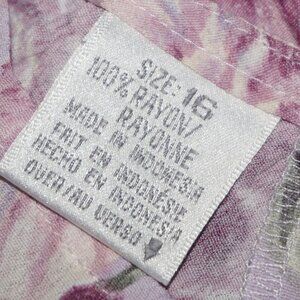 SIZE: 16
100% RAYON/
RAYONNE
MADE IN INDONESIA
FAIT EN INDONESIE
HECHO EN INDONESIA
OVER/AU VERSO